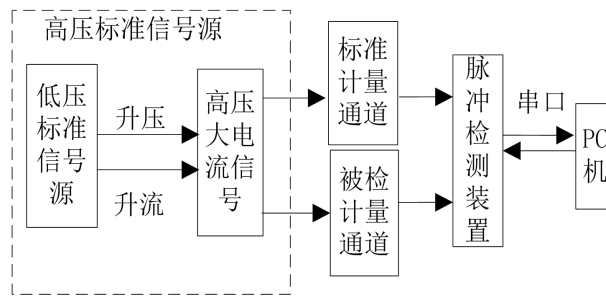 高压标准信号源
低压
标准
信号
源
升压
升流
高压
大电
流信
号
标准
计量
通道
被检
计量
通道
脉
冲
检
测
装
置
串口
PC
机